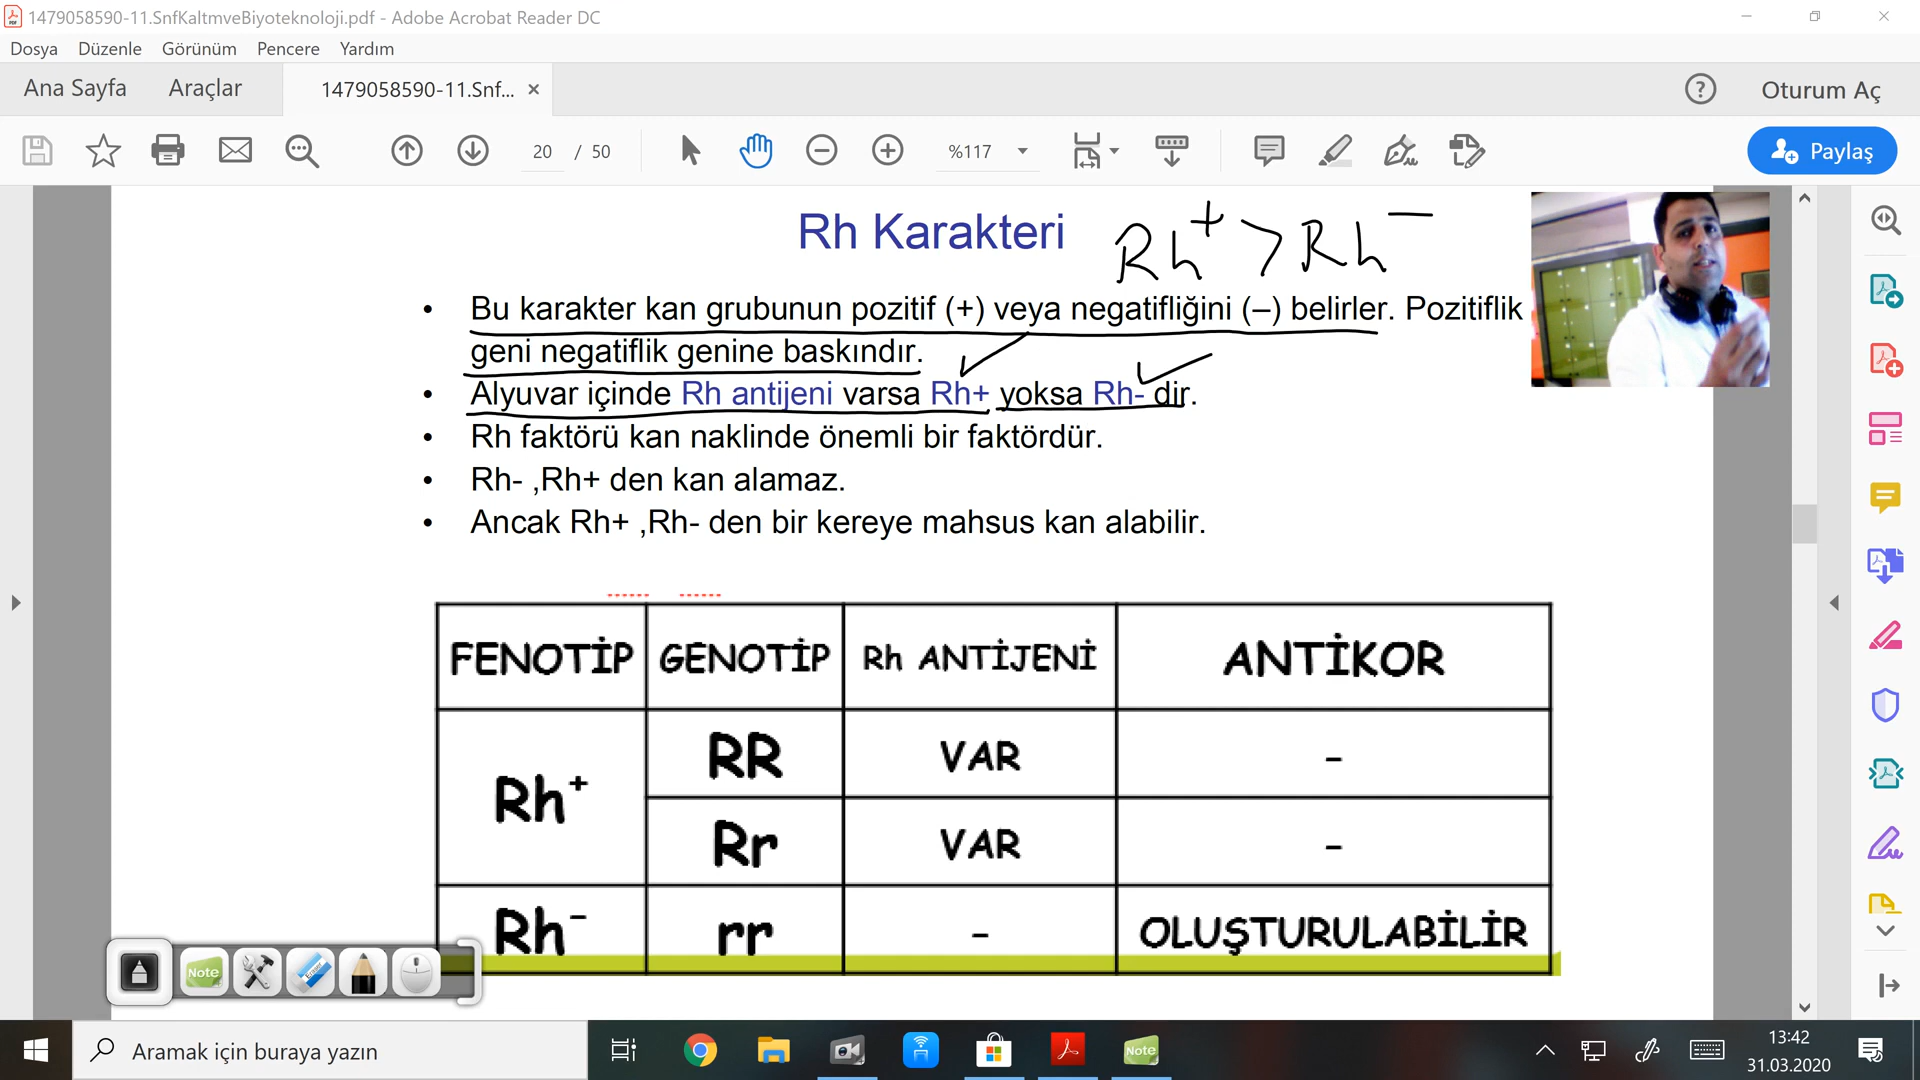 1479058590-11.SnfKaltmveBiyoteknoloji.pdf - Adobe Acrobat Reader DC
Dosya Düzenle Görünüm Pencere Yardım
Ana Sayfa Araçlar 1479058590-11.Snf... × ? Oturum Aç
20 / 50 %117 Paylaş
Rh Karakteri Rh+ > Rh−
• Bu karakter kan grubunun pozitif (+) veya negatifliğini (–) belirler. Pozitiflik
geni negatiflik genine baskındır.
• Alyuvar içinde Rh antijeni varsa Rh+ yoksa Rh- dir.
• Rh faktörü kan naklinde önemli bir faktördür.
• Rh- ,Rh+ den kan alamaz.
• Ancak Rh+ ,Rh- den bir kereye mahsus kan alabilir.
FENOTİP GENOTİP Rh ANTİJENİ ANTİKOR
Rh+ RR VAR -
Rr VAR -
Rh- rr - OLUŞTURULABİLİR
Note
Aramak için buraya yazın
Note
13:42
31.03.2020